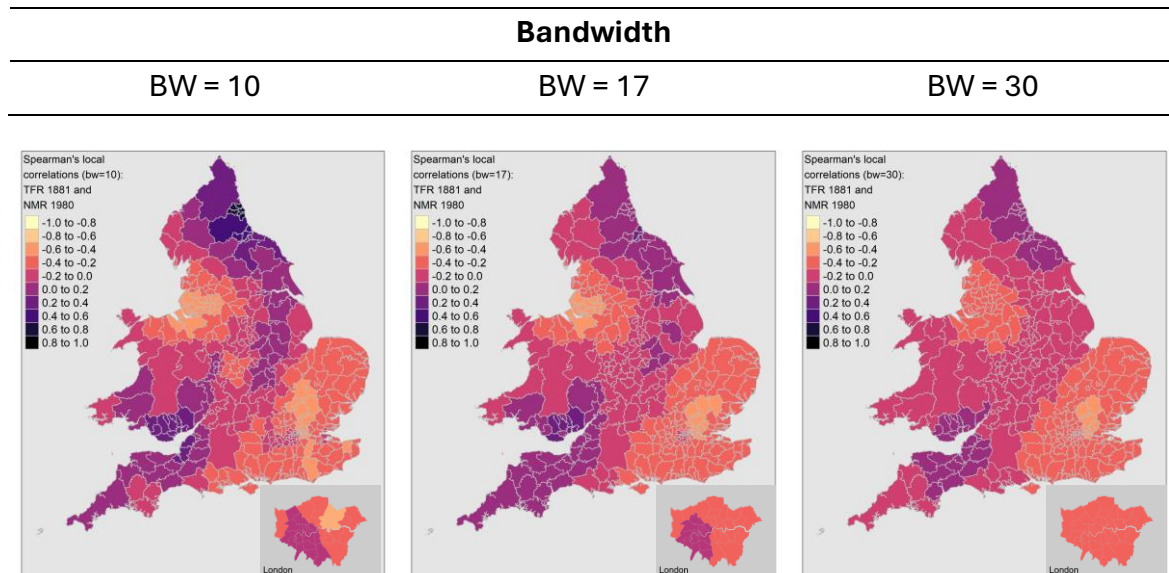 Bandwidth
BW = 10
BW = 17
BW = 30
Spearman's local
correlations (bw=10):
TFR 1881 and
NMR 1980
-1.0 to -0.8
-0.8 to -0.6
-0.6 to -0.4
-0.4 to -0.2
-0.2 to 0.0
0.0 to 0.2
0.2 to 0.4
0.4 to 0.6
0.6 to 0.8
0.8 to 1.0
London
Spearman's local
correlations (bw=17):
TFR 1881 and
NMR 1980
-1.0 to -0.8
-0.8 to -0.6
-0.6 to -0.4
-0.4 to -0.2
-0.2 to 0.0
0.0 to 0.2
0.2 to 0.4
0.4 to 0.6
0.6 to 0.8
0.8 to 1.0
London
Spearman's local
correlations (bw=30):
TFR 1881 and
NMR 1980
-1.0 to -0.8
-0.8 to -0.6
-0.6 to -0.4
-0.4 to -0.2
-0.2 to 0.0
0.0 to 0.2
0.2 to 0.4
0.4 to 0.6
0.6 to 0.8
0.8 to 1.0
London